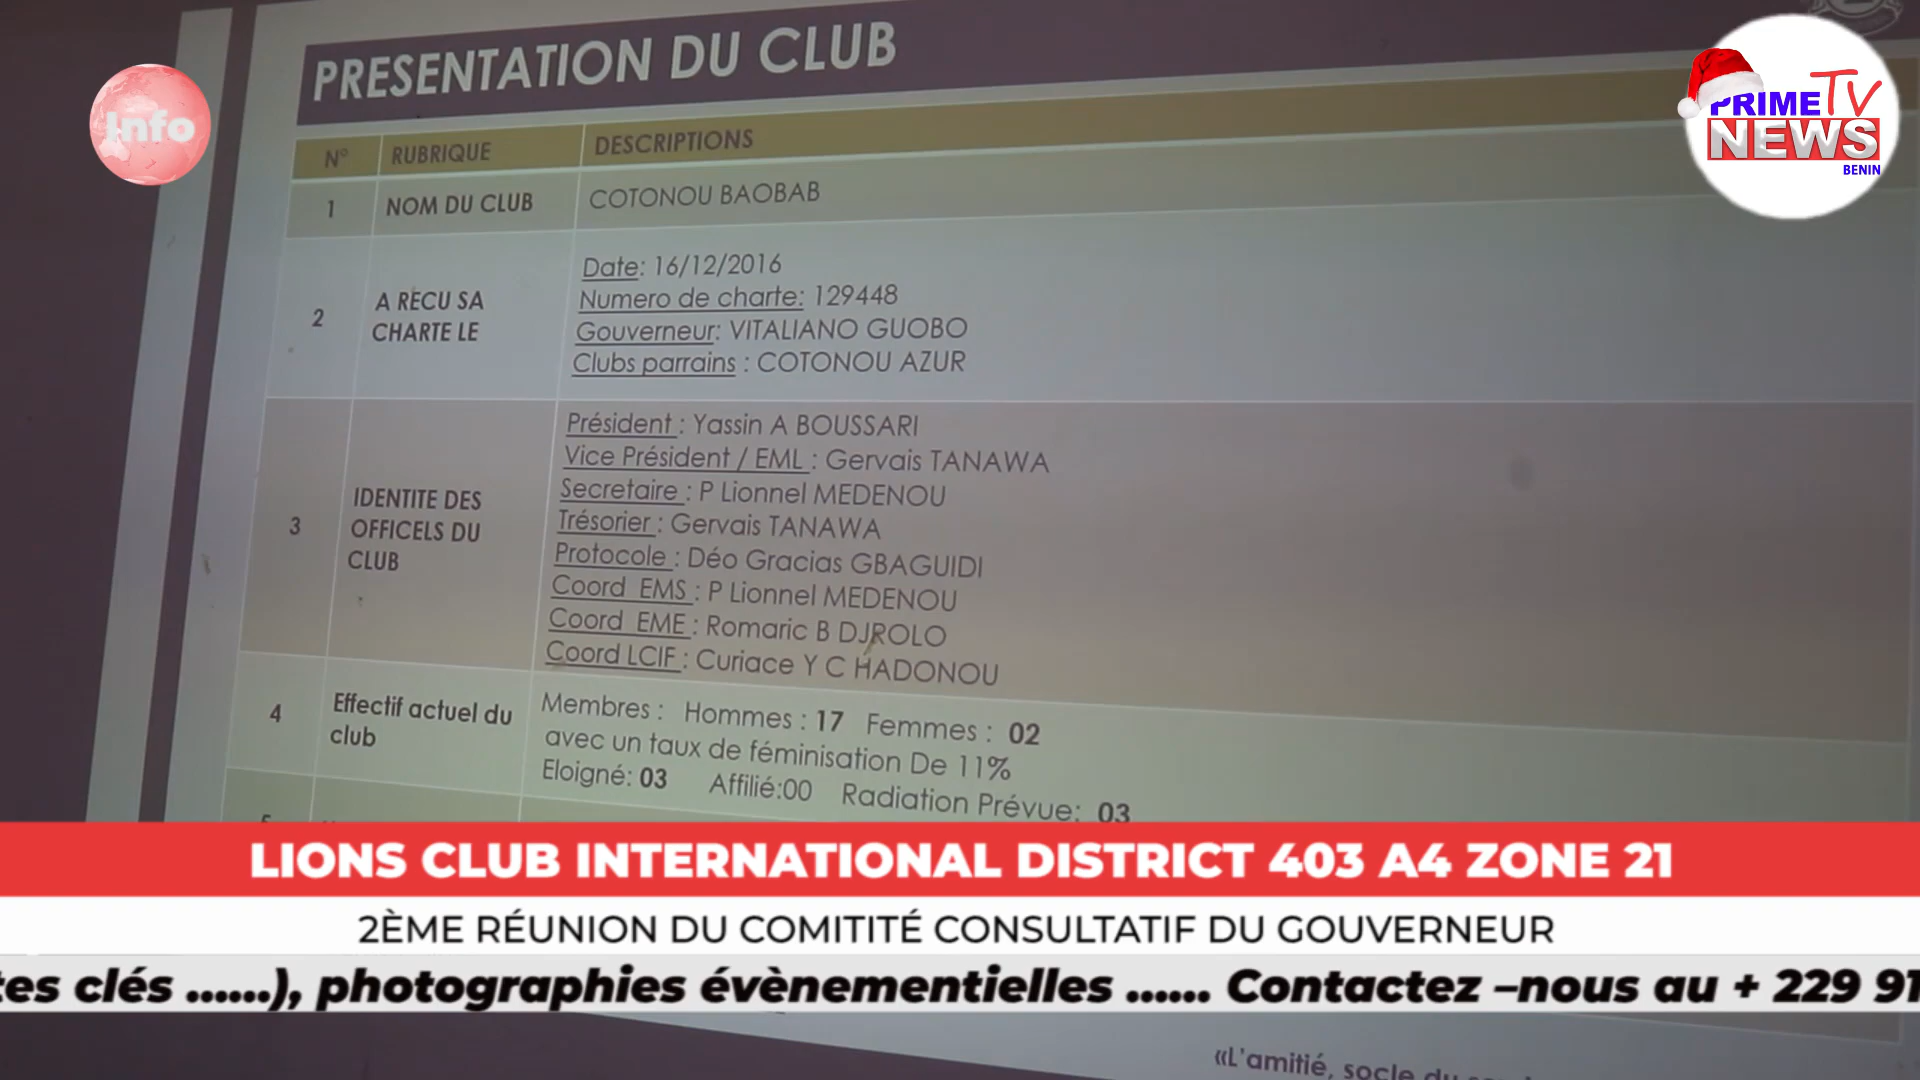 PRESENTATION DU CLUB
Info
PRIME TV
NEWS
BENIN
N° RUBRIQUE DESCRIPTIONS
1 NOM DU CLUB COTONOU BAOBAB
2 A RECU SA CHARTE LE
Date: 16/12/2016
Numero de charte: 129448
Gouverneur: VITALIANO GUOBO
Clubs parrains : COTONOU AZUR
3 IDENTITE DES OFFICELS DU CLUB
Président : Yassin A BOUSSARI
Vice Président / EML : Gervais TANAWA
Secretaire : P Lionnel MEDENOU
Trésorier : Gervais TANAWA
Protocole : Déo Gracias GBAGUIDI
Coord EMS : P Lionnel MEDENOU
Coord EME : Romaric B DJROLO
Coord LCIF : Curiace Y C HADONOU
4 Effectif actuel du club
Membres : Hommes : 17 Femmes : 02
avec un taux de féminisation De 11%
Eloigné: 03 Affilié:00 Radiation Prévue: 03
LIONS CLUB INTERNATIONAL DISTRICT 403 A4 ZONE 21
2ÈME RÉUNION DU COMITITÉ CONSULTATIF DU GOUVERNEUR
tes clés ......), photographies évènementielles ...... Contactez –nous au + 229 91
«L'amitié, socle du